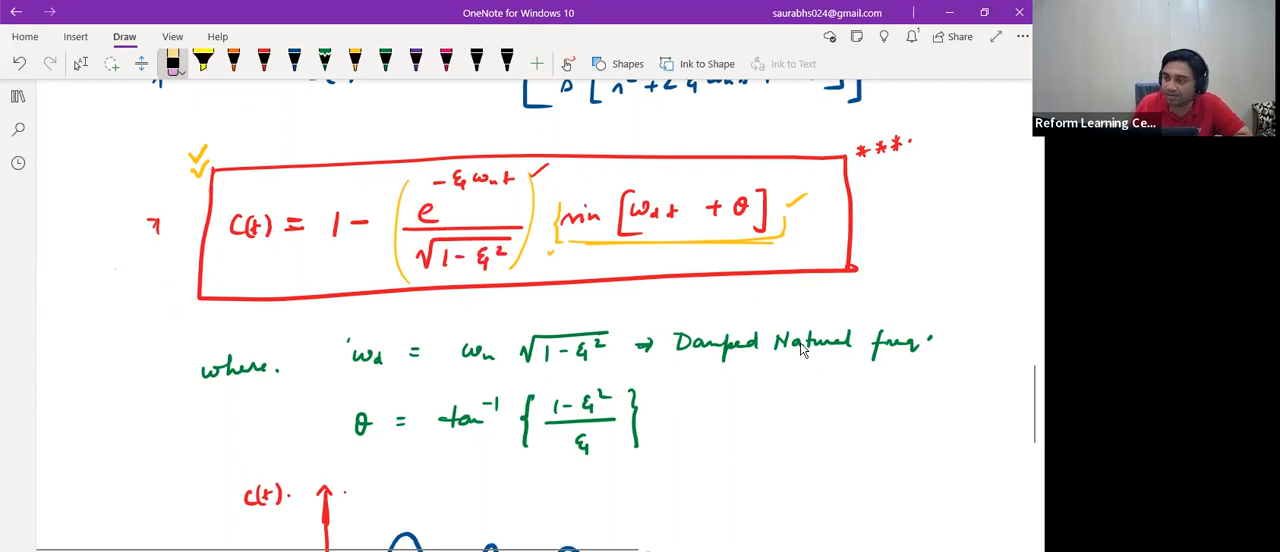 OneNote for Windows 10
saurabhs024@gmail.com
Home Insert Draw View Help
Share
Shapes Ink to Shape Ink to Text
Reform Learning Ce...
***.
C(t) = 1 - e^{-ξ ωn t} / √(1 - ξ²) {sin [ωd t + θ]
where. ωd = ωn √(1 - ξ²) → Damped Natural freq.
θ = tan⁻¹ { (1 - ξ²) / ξ }
C(t).